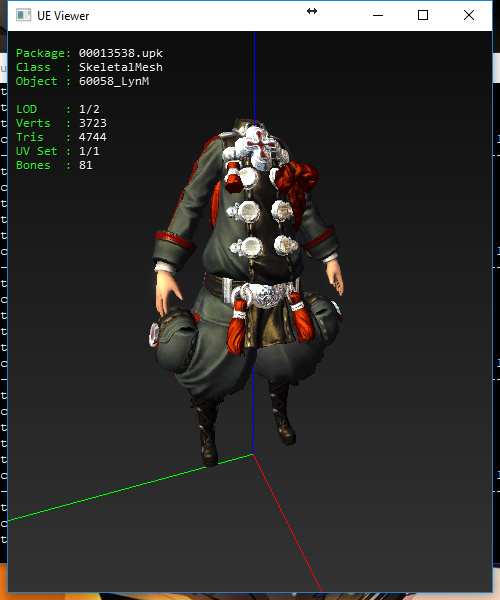 UE Viewer
Package: 00013538.upk
Class : SkeletalMesh
Object : 60058_LynM
LOD : 1/2
Verts : 3723
Tris : 4744
UV Set : 1/1
Bones : 81